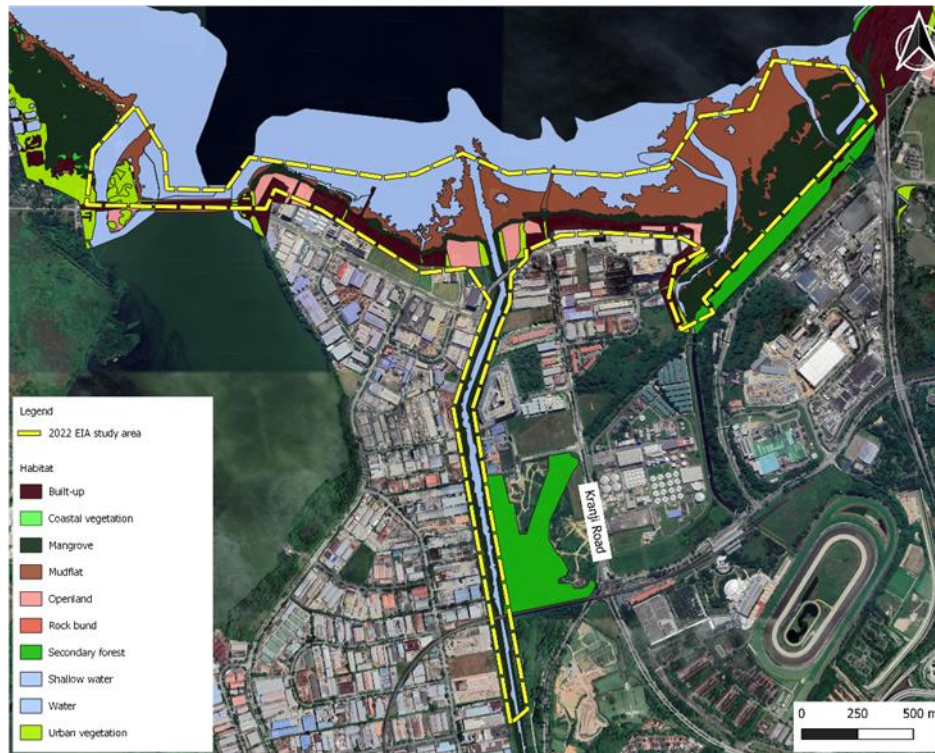 Legend
2022 EIA study area
Habitat
Built-up
Coastal vegetation
Mangrove
Mudflat
Openland
Rock bund
Secondary forest
Shallow water
Water
Urban vegetation
Kranji Road
0 250 500 m